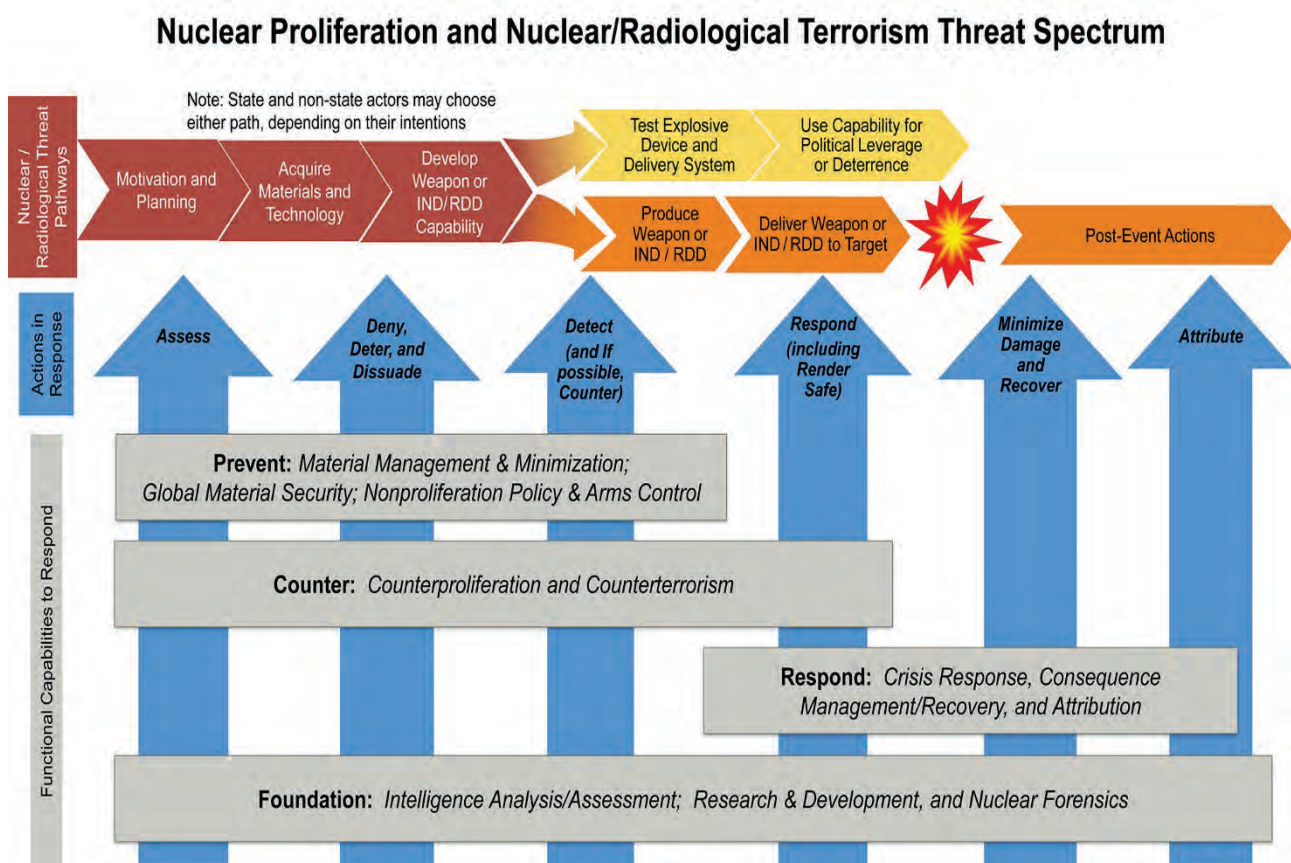 Nuclear Proliferation and Nuclear/Radiological Terrorism Threat Spectrum
Nuclear /
Radiological Threat
Pathways
Note: State and non-state actors may choose
either path, depending on their intentions
Motivation and
Planning
Acquire
Materials and
Technology
Develop
Weapon or
IND/RDD
Capability
Test Explosive
Device and
Delivery System
Use Capability for
Political Leverage
or Deterrence
Produce
Weapon or
IND / RDD
Deliver Weapon or
IND / RDD to Target
Post-Event Actions
Actions in
Response
Assess
Deny,
Deter, and
Dissuade
Detect
(and If
possible,
Counter)
Respond
(including
Render
Safe)
Minimize
Damage
and
Recover
Attribute
Functional Capabilities to Respond
Prevent: Material Management & Minimization;
Global Material Security; Nonproliferation Policy & Arms Control
Counter: Counterproliferation and Counterterrorism
Respond: Crisis Response, Consequence
Management/Recovery, and Attribution
Foundation: Intelligence Analysis/Assessment; Research & Development, and Nuclear Forensics